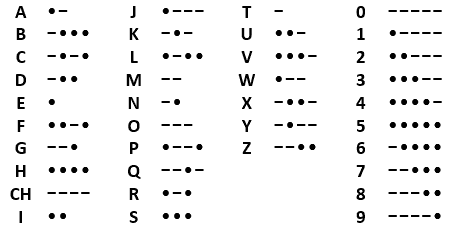 A •– J •––– T – 0 –––––
B –••• K –•– U ••– 1 •––––
C –•–• L •–•• V •••– 2 ••–––
D –•• M –– W •–– 3 •••––
E • N –• X –••– 4 ••••–
F ••–• O ––– Y –•–– 5 •••••
G ––• P •––• Z ––•• 6 –••••
H •••• Q ––•– 7 ––•••
CH –––– R •–• 8 –––••
I •• S ••• 9 ––––•